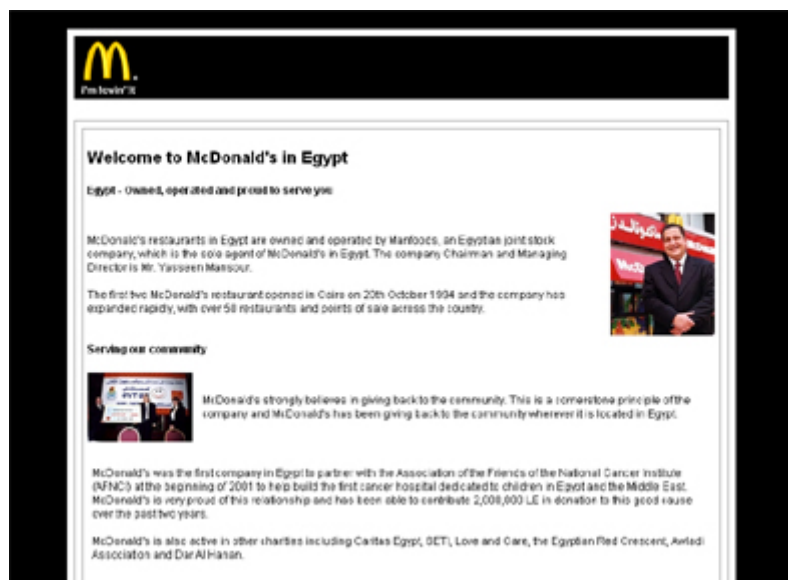 i'm lovin' it
Welcome to McDonald's in Egypt
Egypt - Owned, operated and proud to serve you
McDonald's restaurants in Egypt are owned and operated by Manfoods, an Egyptian joint stock
company, which is the sole agent of McDonald's in Egypt. The company Chairman and Managing
Director is Mr. Yasseen Mansour.
The first two McDonald's restaurant opened in Cairo on 20th October 1994 and the company has
expanded rapidly, with over 50 restaurants and points of sale across the country.
ماكدونالدز
Serving our community
McDonald's strongly believes in giving back to the community. This is a cornerstone principle of the
company and McDonald's has been giving back to the community wherever it is located in Egypt.
McDonald's was the first company in Egypt to partner with the Association of the Friends of the National Cancer Institute
(AFNCI) at the beginning of 2001 to help build the first cancer hospital dedicated to children in Egypt and the Middle East.
McDonald's is very proud of this relationship and has been able to contribute 2,000,000 LE in donation to this good cause
over the past two years.
McDonald's is also active in other charities including Caritas Egypt, SETI, Love and Care, the Egyptian Red Crescent, Awladi
Association and Dar Al Hanan.